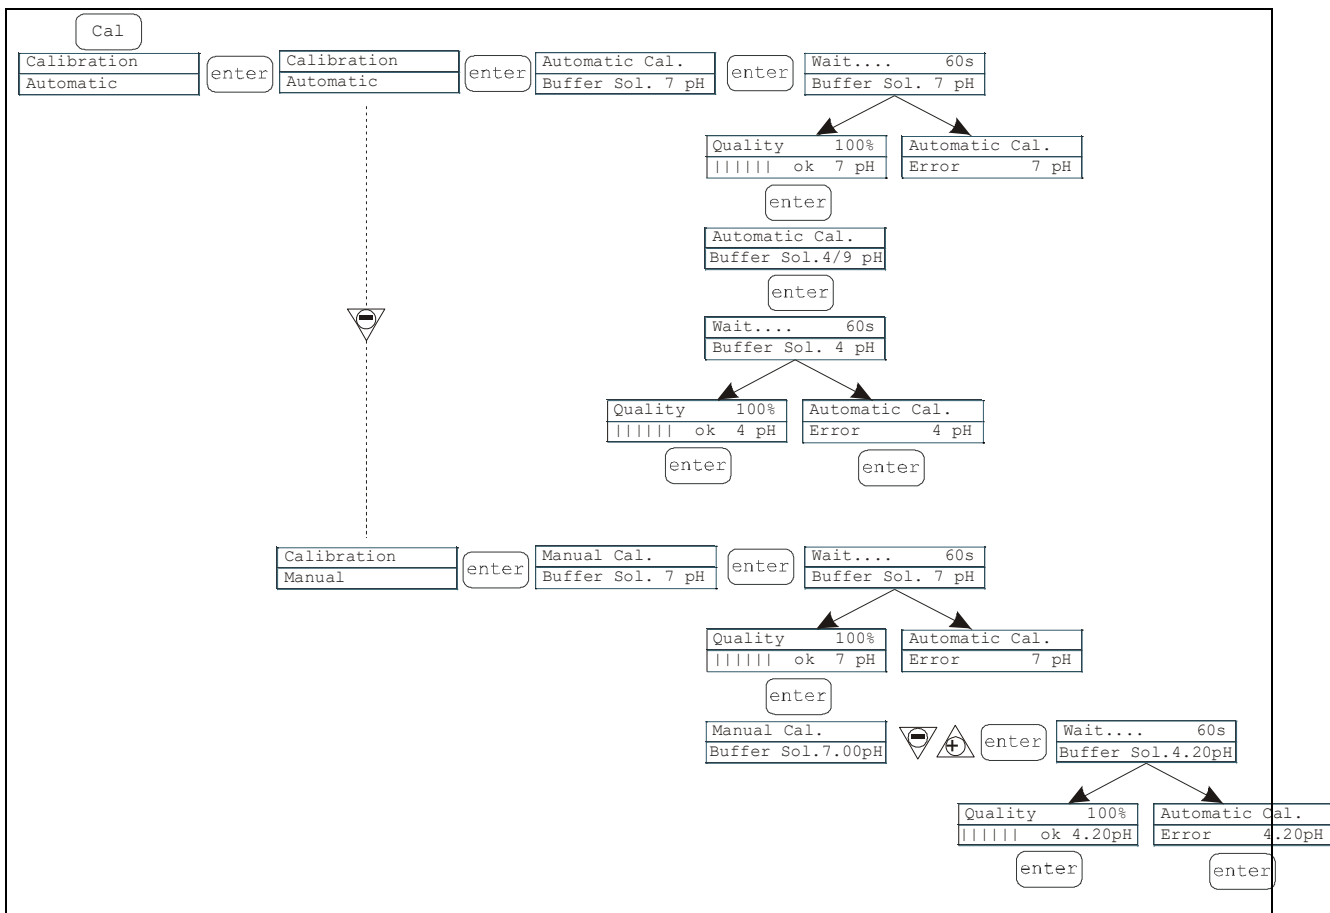 Cal
Calibration
Automatic
enter
Calibration
Automatic
enter
Automatic Cal.
Buffer Sol. 7 pH
enter
Wait.... 60s
Buffer Sol. 7 pH
Quality 100%
|||||| ok 7 pH
Automatic Cal.
Error 7 pH
enter
Automatic Cal.
Buffer Sol.4/9 pH
enter
Wait.... 60s
Buffer Sol. 4 pH
Quality 100%
|||||| ok 4 pH
Automatic Cal.
Error 4 pH
enter
enter
Calibration
Manual
enter
Manual Cal.
Buffer Sol. 7 pH
enter
Wait.... 60s
Buffer Sol. 7 pH
Quality 100%
|||||| ok 7 pH
Automatic Cal.
Error 7 pH
enter
Manual Cal.
Buffer Sol.7.00pH
enter
Wait.... 60s
Buffer Sol.4.20pH
Quality 100%
|||||| ok 4.20pH
Automatic Cal.
Error 4.20pH
enter
enter